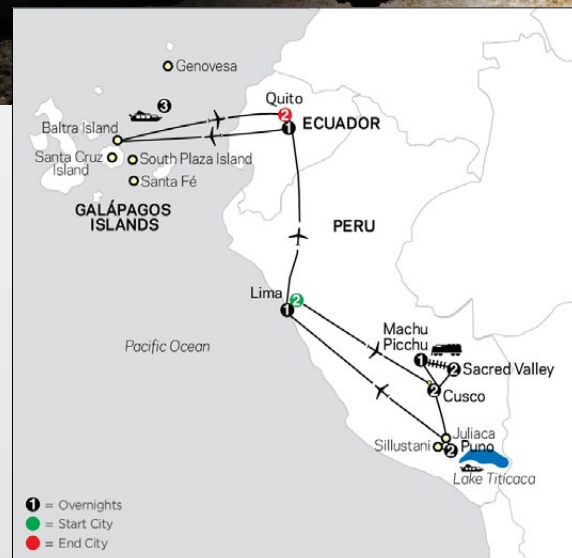 Genovesa
3
Quito
2
1
ECUADOR
Baltra Island
Santa Cruz
Island
South Plaza Island
Santa Fé
GALÁPAGOS
ISLANDS
PERU
Lima
2
1
Pacific Ocean
Machu
Picchu
1
2
Sacred Valley
2
Cusco
Juliaca
Sillustani
2
Puno
Lake Titicaca
1 = Overnights
= Start City
= End City